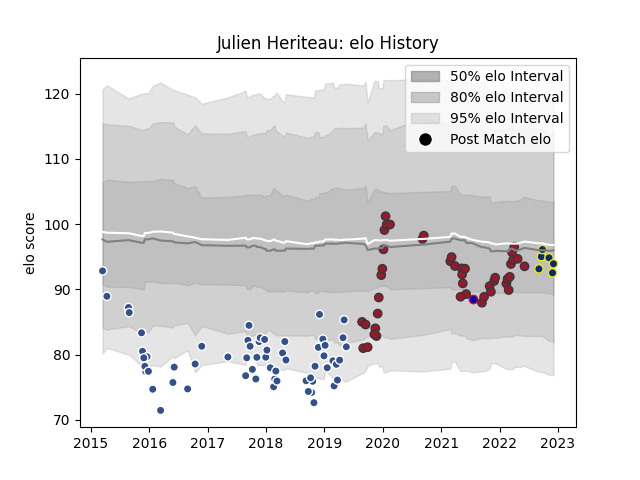 Julien Heriteau: elo History
50% elo Interval
80% elo Interval
95% elo Interval
Post Match elo
elo score
120
110
100
90
80
70
2015 2016 2017 2018 2019 2020 2021 2022 2023